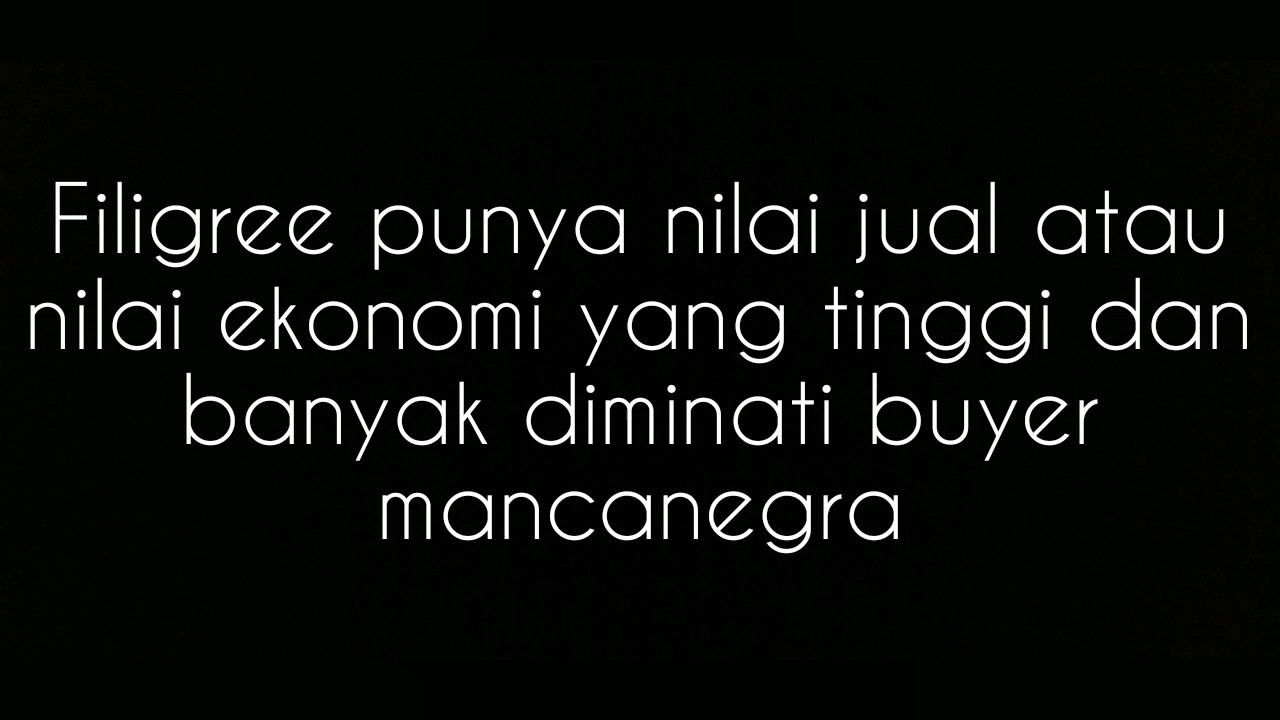 Filigree punya nilai jual atau
nilai ekonomi yang tinggi dan
banyak diminati buyer
mancanegra